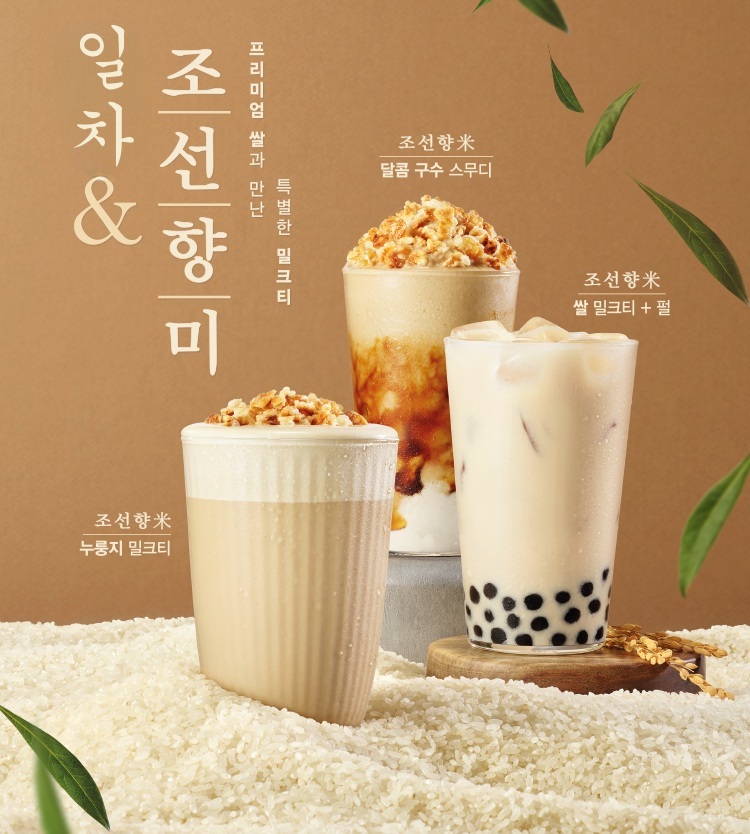 일차
&
조선향미
프리미엄 쌀과 만난
특별한 밀크티
조선향米
달콤 구수 스무디
조선향米
쌀 밀크티 + 펄
조선향米
누룽지 밀크티